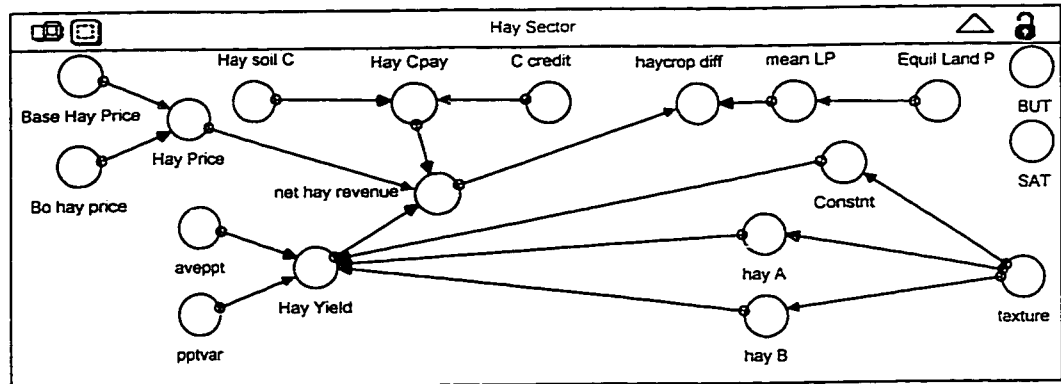 Hay Sector
Hay soil C
Hay Cpay
C credit
haycrop diff
mean LP
Equil Land P
Base Hay Price
BUT
Hay Price
SAT
net hay revenue
Constnt
Bo hay price
aveppt
hay A
Hay Yield
texture
pptvar
hay B